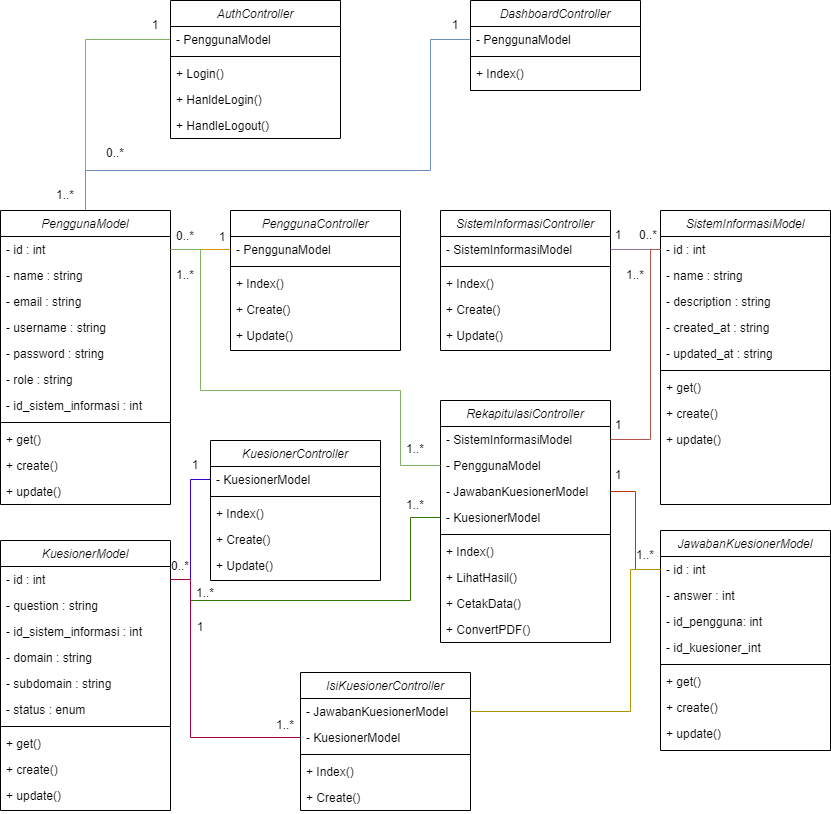 AuthController
- PenggunaModel
+ Login()
+ HanldeLogin()
+ HandleLogout()
DashboardController
- PenggunaModel
+ Index()
1
1
0..*
1..*
PenggunaModel
- id : int
- name : string
- email : string
- username : string
- password : string
- role : string
- id_sistem_informasi : int
+ get()
+ create()
+ update()
0..*
1
1..*
PenggunaController
- PenggunaModel
+ Index()
+ Create()
+ Update()
SistemInformasiController
- SistemInformasiModel
+ Index()
+ Create()
+ Update()
1
0..*
1..*
SistemInformasiModel
- id : int
- name : string
- description : string
- created_at : string
- updated_at : string
+ get()
+ create()
+ update()
RekapitulasiController
- SistemInformasiModel
- PenggunaModel
- JawabanKuesionerModel
- KuesionerModel
+ Index()
+ LihatHasil()
+ CetakData()
+ ConvertPDF()
1
1
1..*
1..*
1..*
KuesionerController
- KuesionerModel
+ Index()
+ Create()
+ Update()
1
0..*
1..*
1
KuesionerModel
- id : int
- question : string
- id_sistem_informasi : int
- domain : string
- subdomain : string
- status : enum
+ get()
+ create()
+ update()
JawabanKuesionerModel
- id : int
- answer : int
- id_pengguna: int
- id_kuesioner_int
+ get()
+ create()
+ update()
1..*
IsiKuesionerController
- JawabanKuesionerModel
- KuesionerModel
+ Index()
+ Create()